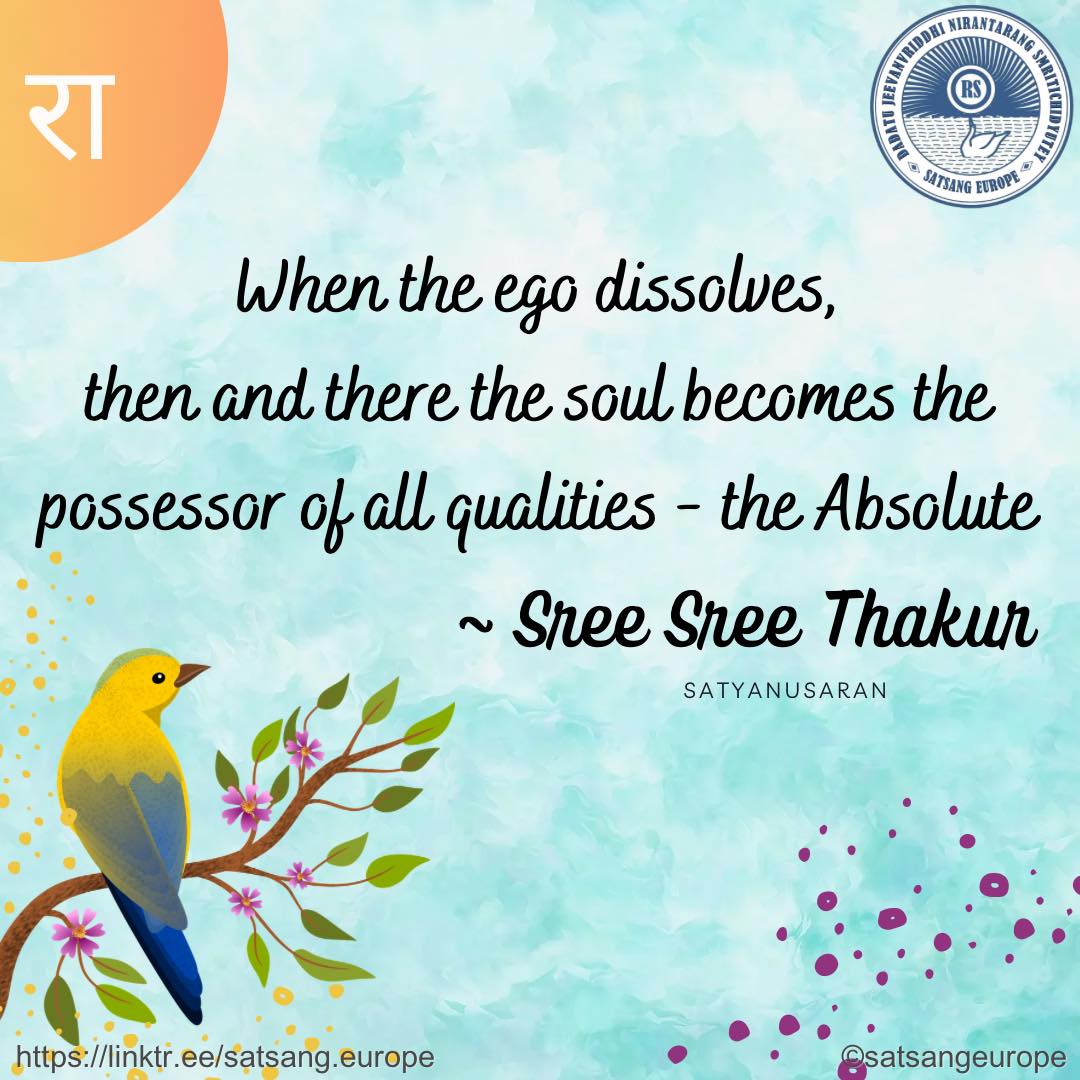 रा
DADATU JEEVANVRIDDHI NIRANTARANG SMRITICHIDYUTEY
RS
SATSANG EUROPE
When the ego dissolves,
then and there the soul becomes the
possessor of all qualities - the Absolute
~ Sree Sree Thakur
SATYANUSARAN
https://linktr.ee/satsang.europe
©satsangeurope